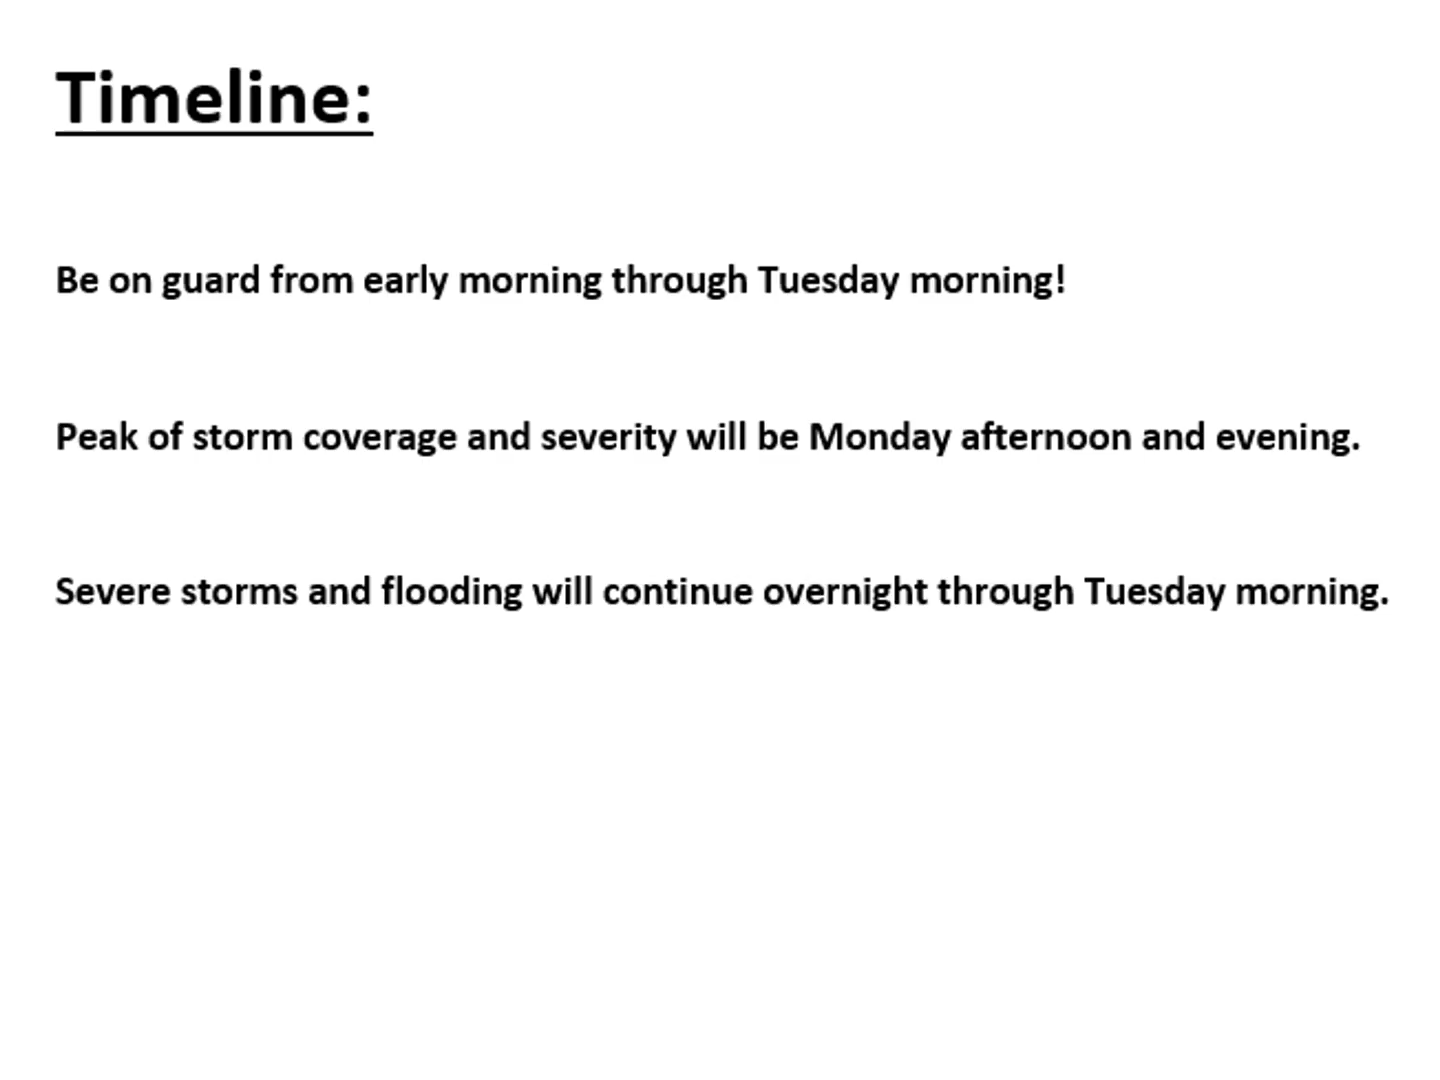 Timeline:
Be on guard from early morning through Tuesday morning!
Peak of storm coverage and severity will be Monday afternoon and evening.
Severe storms and flooding will continue overnight through Tuesday morning.